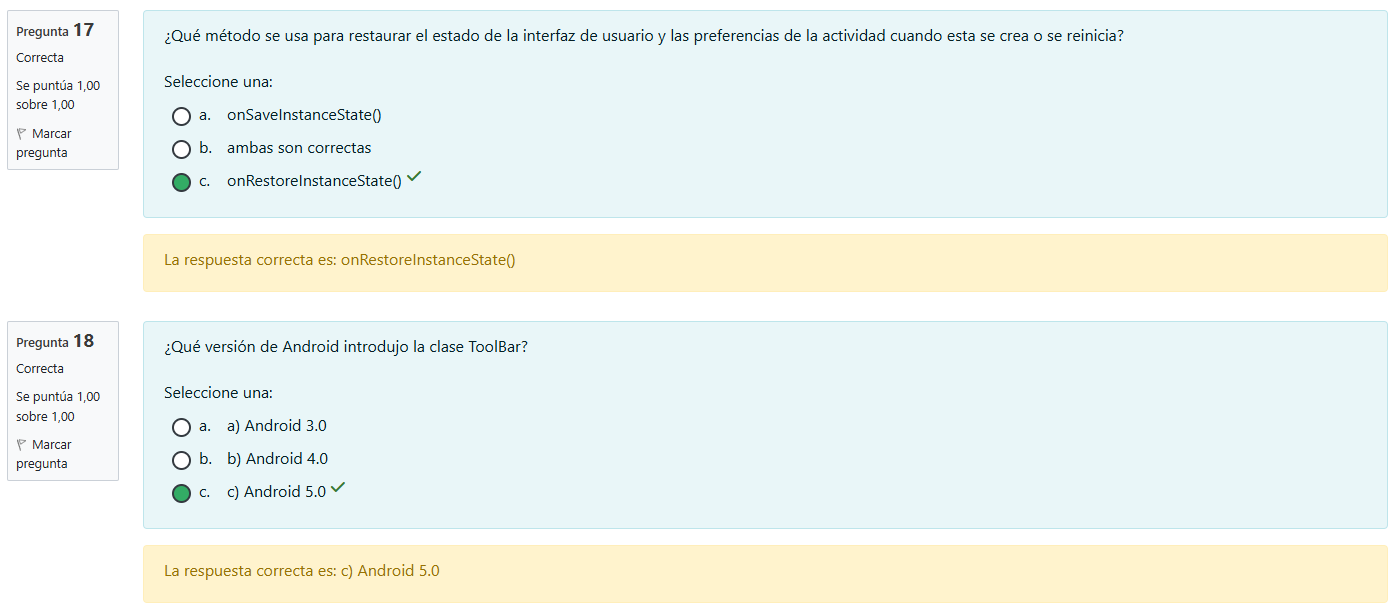 Pregunta 17
Correcta
Se puntúa 1,00
sobre 1,00
Marcar
pregunta
¿Qué método se usa para restaurar el estado de la interfaz de usuario y las preferencias de la actividad cuando esta se crea o se reinicia?
Seleccione una:
a. onSaveInstanceState()
b. ambas son correctas
c. onRestoreInstanceState()
La respuesta correcta es: onRestoreInstanceState()
Pregunta 18
Correcta
Se puntúa 1,00
sobre 1,00
Marcar
pregunta
¿Qué versión de Android introdujo la clase ToolBar?
Seleccione una:
a. a) Android 3.0
b. b) Android 4.0
c. c) Android 5.0
La respuesta correcta es: c) Android 5.0